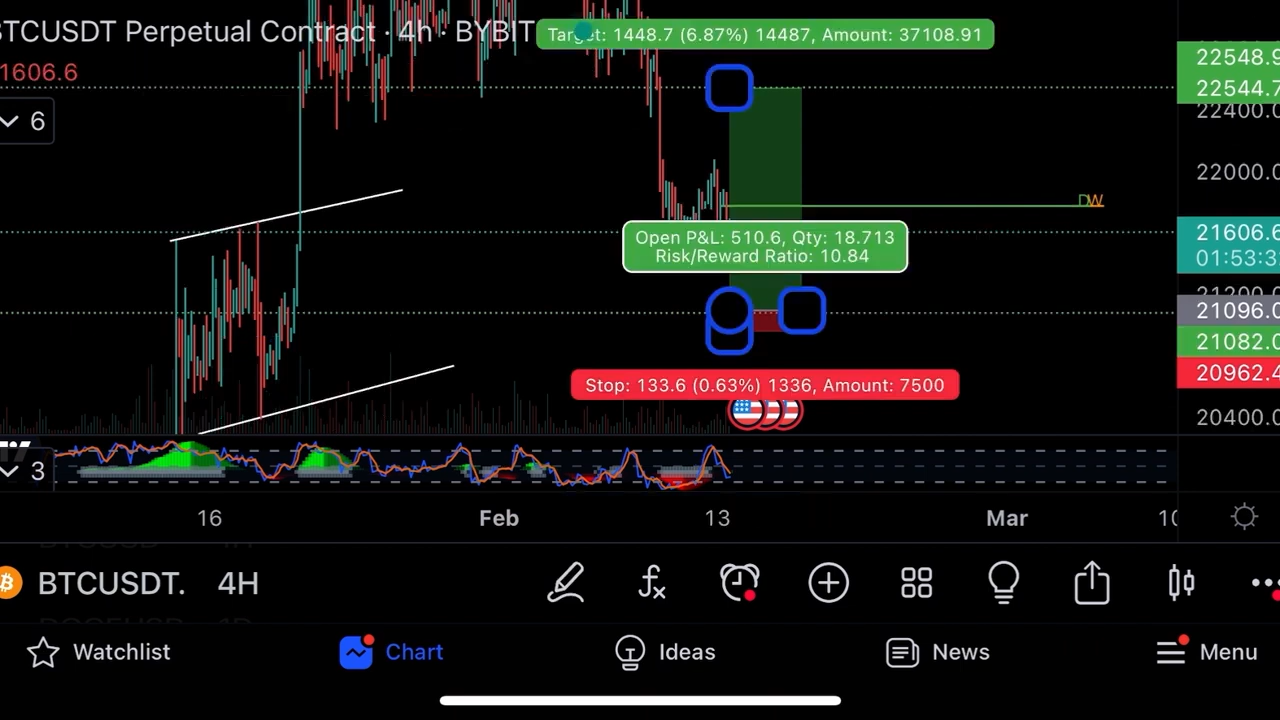 BTCUSDT Perpetual Contract · 4h · BYBIT
Target: 1448.7 (6.87%) 14487, Amount: 37108.91
1606.6
22548.9
22544.7
6
22400.0
22000.0
DW
Open P&L: 510.6, Qty: 18.713
Risk/Reward Ratio: 10.84
21606.6
01:53:3
21200.0
21096.0
21082.0
20962.4
Stop: 133.6 (0.63%) 1336, Amount: 7500
20400.0
3
16 Feb 13 Mar 10
BTCUSDT. 4H
Watchlist Chart Ideas News Menu